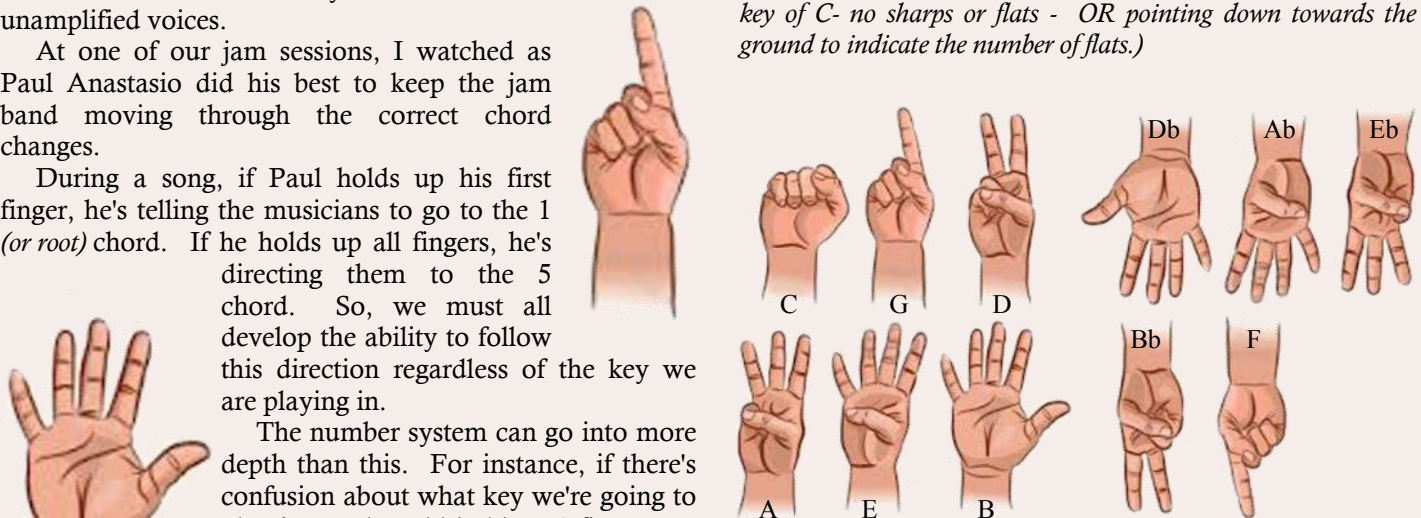 unamplified voices.
At one of our jam sessions, I watched as
Paul Anastasio did his best to keep the jam
band moving through the correct chord
changes.
During a song, if Paul holds up his first
finger, he's telling the musicians to go to the 1
(or root) chord. If he holds up all fingers, he's
directing them to the 5
chord. So, we must all
develop the ability to follow
this direction regardless of the key we
are playing in.
The number system can go into more
depth than this. For instance, if there's
confusion about what key we're going to
key of C- no sharps or flats - OR pointing down towards the
ground to indicate the number of flats.)
C G D
A E B
Db Ab Eb
Bb F